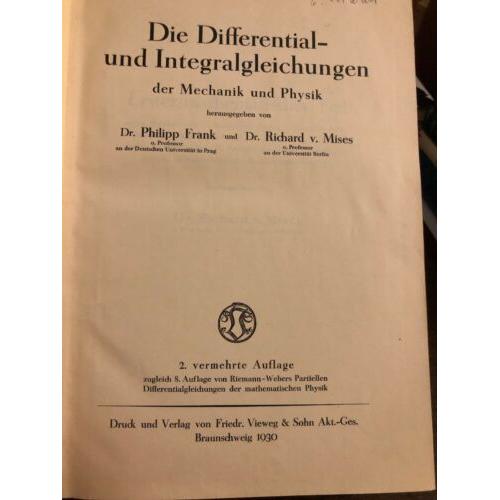 Die Differential-
und Integralgleichungen
der Mechanik und Physik
herausgegeben von
Dr. Philipp Frank und Dr. Richard v. Mises
o. Professor o. Professor
an der Deutschen Universität in Prag an der Universität Berlin
2. vermehrte Auflage
zugleich 8. Auflage von Riemann-Webers Partiellen
Differentialgleichungen der mathematischen Physik
Druck und Verlag von Friedr. Vieweg & Sohn Akt.-Ges.
Braunschweig 1930